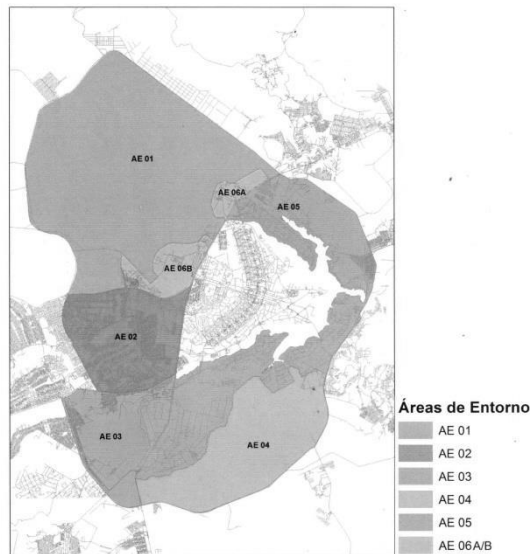 AE 01
AE 06A
AE 05
AE 06B
AE 02
AE 03
AE 04
Áreas de Entorno
AE 01
AE 02
AE 03
AE 04
AE 05
AE 06A/B